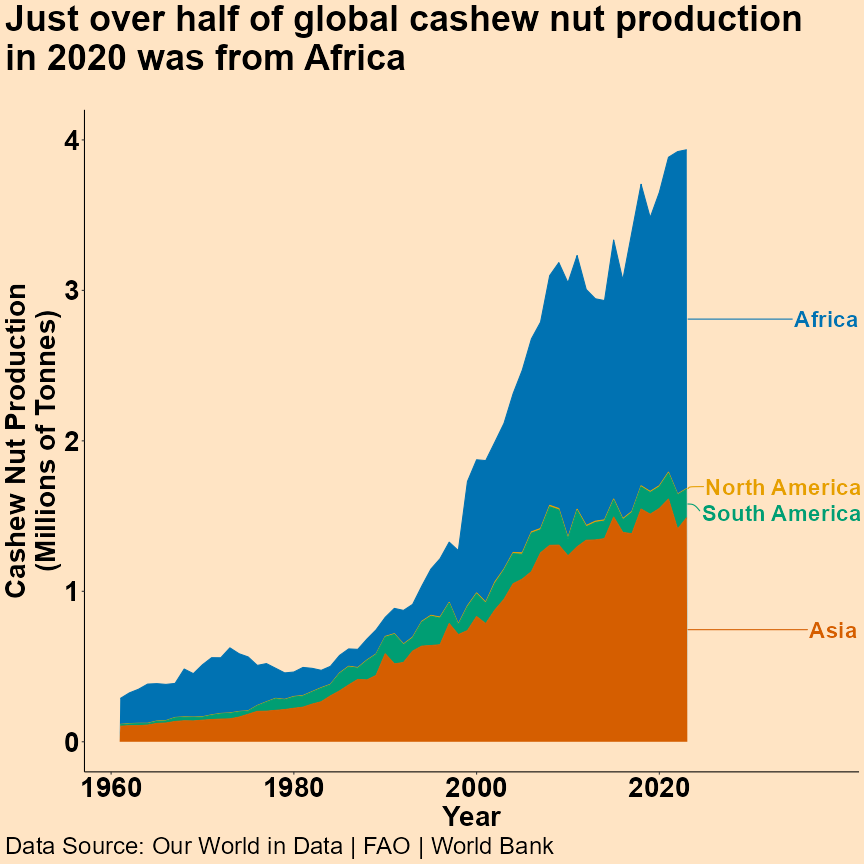 Just over half of global cashew nut production
in 2020 was from Africa
Cashew Nut Production
(Millions of Tonnes)
4
3
2
1
0
Africa
North America
South America
Asia
1960
1980
2000
2020
Year
Data Source: Our World in Data | FAO | World Bank